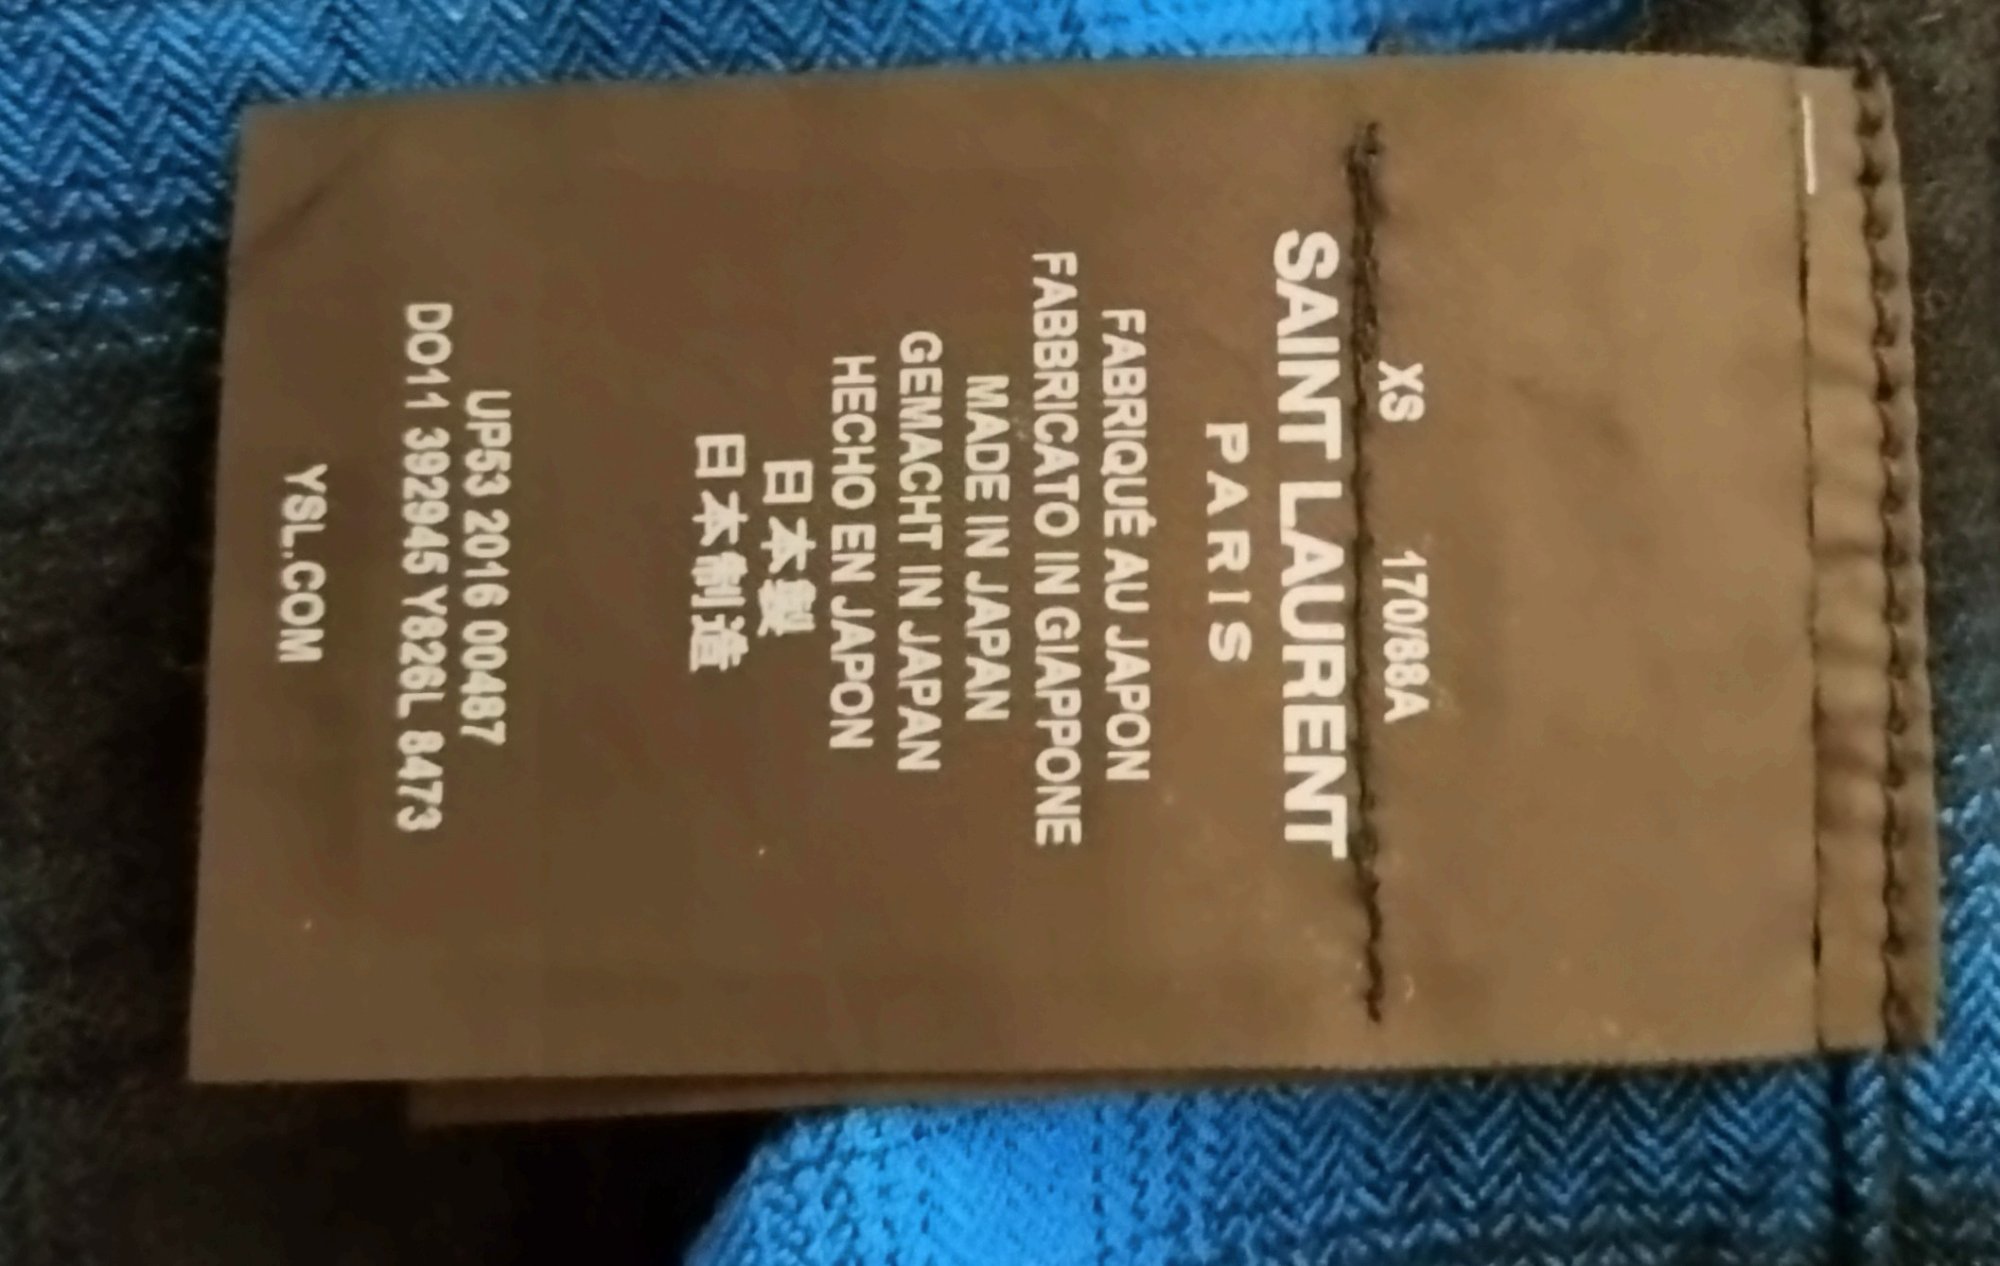 XS 170/88A
SAINT LAURENT
PARIS
FABRIQUÉ AU JAPON
FABBRICATO IN GIAPPONE
MADE IN JAPAN
GEMACHT IN JAPAN
HECHO EN JAPON
日本製
日本制造
UP53 2016 00487
DO11 392945 Y826L 8473
YSL.COM